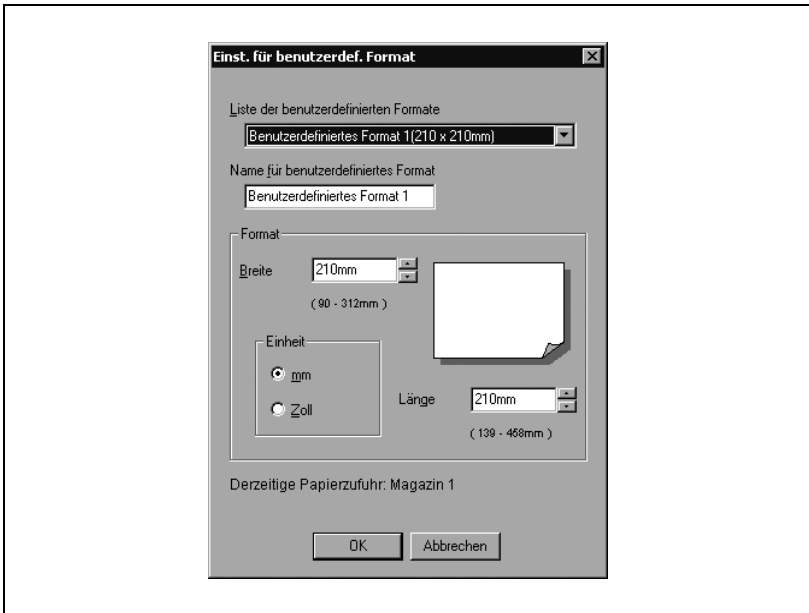 Einst. für benutzerdef. Format
Liste der benutzerdefinierten Formate
Benutzerdefiniertes Format 1(210 x 210mm)
Name für benutzerdefiniertes Format
Benutzerdefiniertes Format 1
Format
Breite
210mm
( 90 - 312mm )
Einheit
mm
Zoll
Länge
210mm
( 139 - 458mm )
Derzeitige Papierzufuhr: Magazin 1
OK
Abbrechen